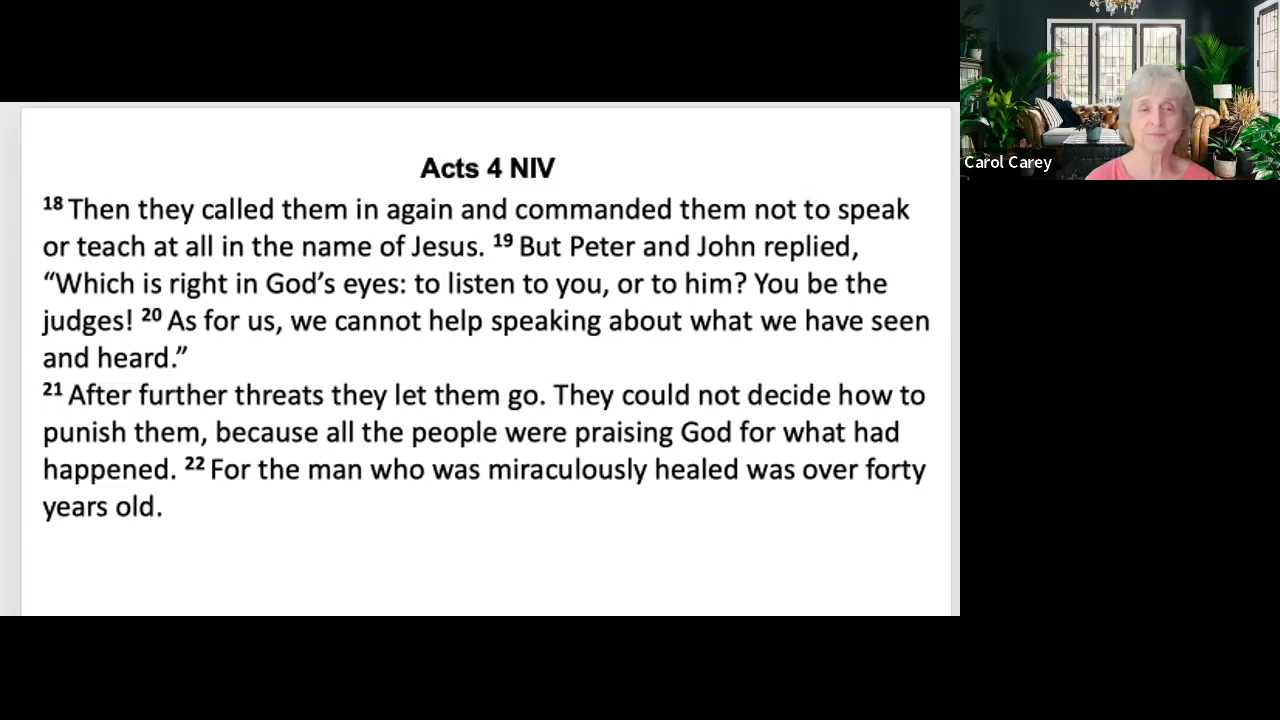 Acts 4 NIV
18 Then they called them in again and commanded them not to speak
or teach at all in the name of Jesus. 19 But Peter and John replied,
“Which is right in God’s eyes: to listen to you, or to him? You be the
judges! 20 As for us, we cannot help speaking about what we have seen
and heard.”
21 After further threats they let them go. They could not decide how to
punish them, because all the people were praising God for what had
happened. 22 For the man who was miraculously healed was over forty
years old.
Carol Carey